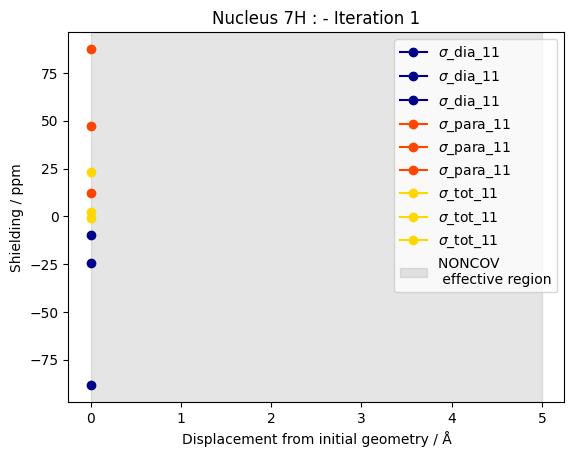 Nucleus 7H : - Iteration 1
Shielding / ppm
75
50
25
0
−25
−50
−75
0
1
2
3
4
5
Displacement from initial geometry / Å
σ_dia_11
σ_dia_11
σ_dia_11
σ_para_11
σ_para_11
σ_para_11
σ_tot_11
σ_tot_11
σ_tot_11
NONCOV
effective region